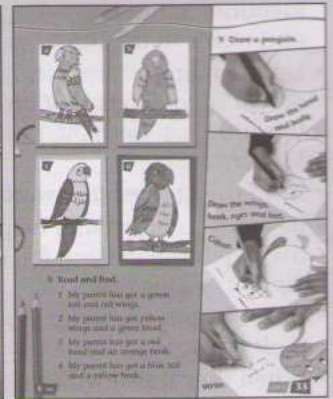 8 Read and find.
1 My parrot has got a green
tail and red wings.
2 My parrot has got yellow
wings and a green head.
3 My parrot has got a red
head and an orange beak.
4 My parrot has got a blue tail
and a yellow beak.
9 Draw a penguin.
Draw the head
and body.
Draw the wings,
beak, eyes and feet.
Colour.
Write.
33